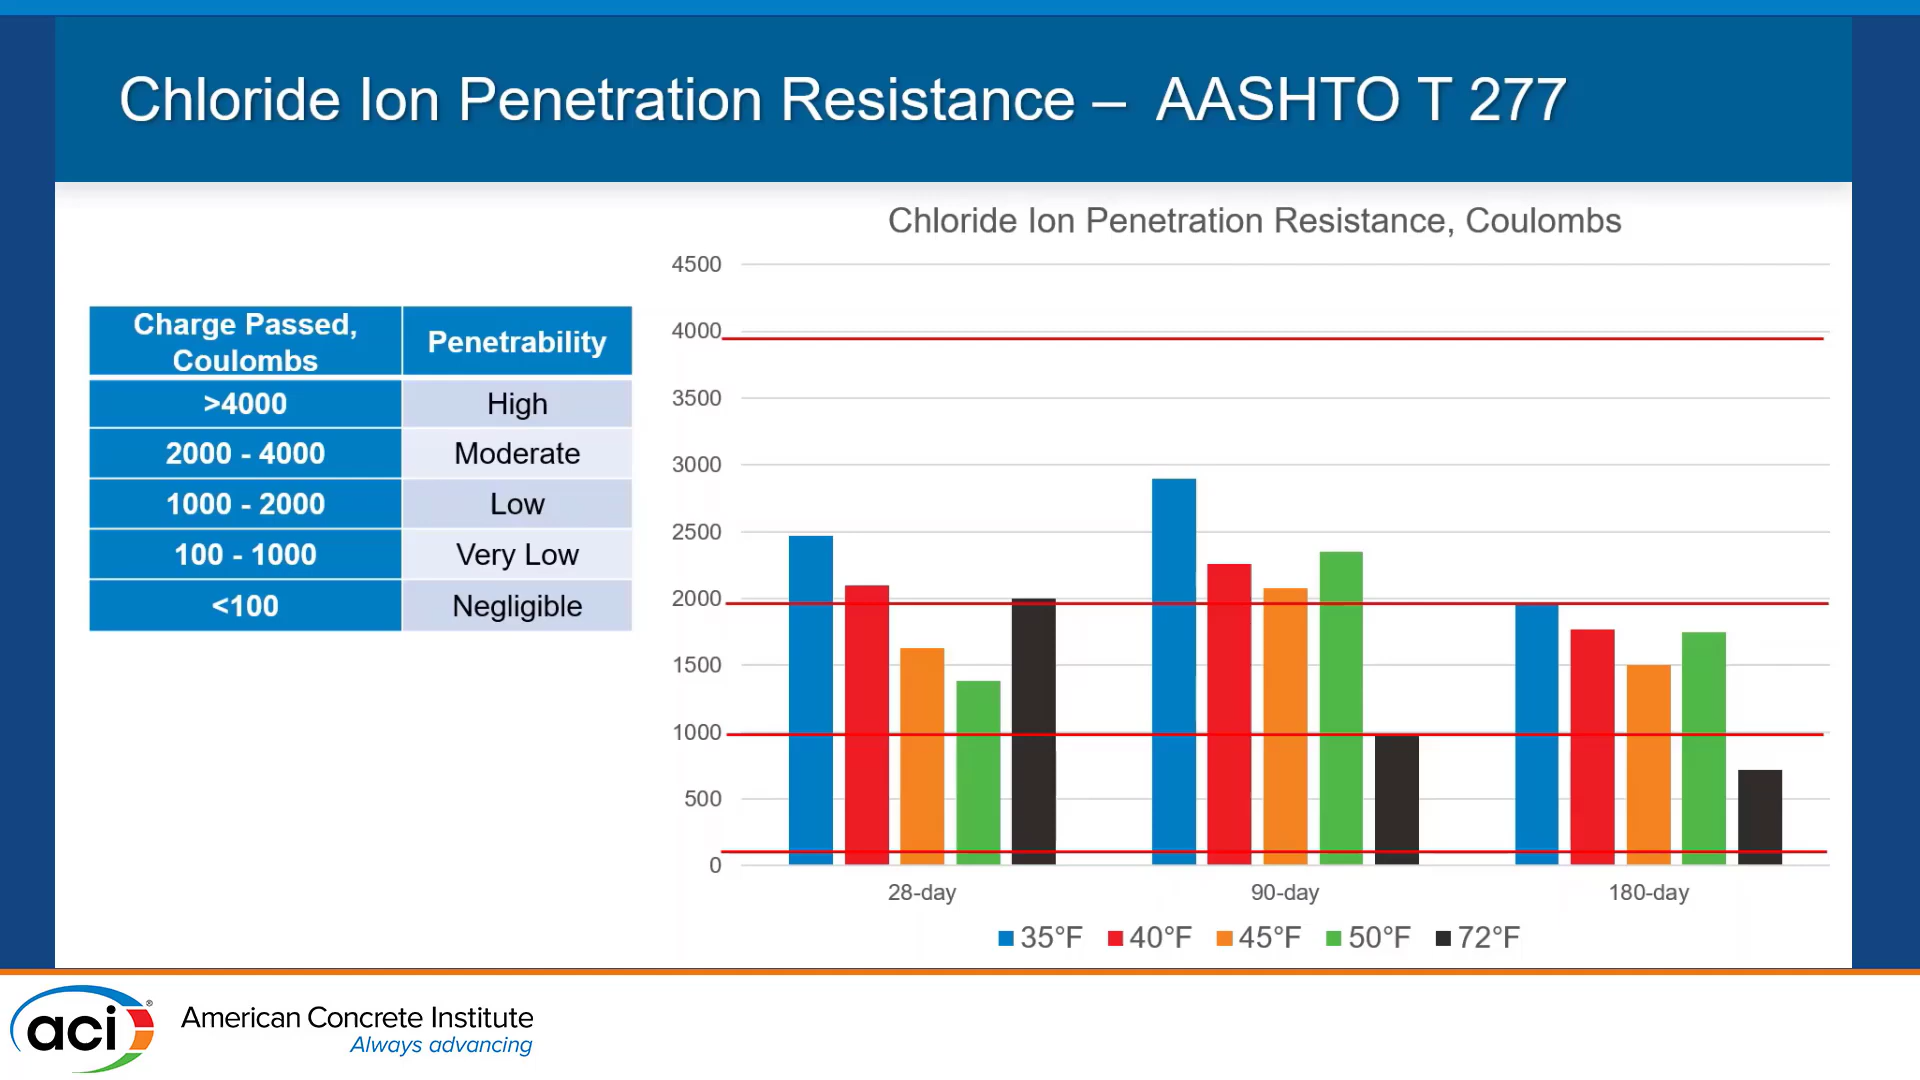 Chloride Ion Penetration Resistance – AASHTO T 277
Charge Passed, Coulombs
Penetrability
>4000
High
2000 - 4000
Moderate
1000 - 2000
Low
100 - 1000
Very Low
<100
Negligible
Chloride Ion Penetration Resistance, Coulombs
4500
4000
3500
3000
2500
2000
1500
1000
500
0
28-day
90-day
180-day
35°F
40°F
45°F
50°F
72°F
aci®
American Concrete Institute
Always advancing